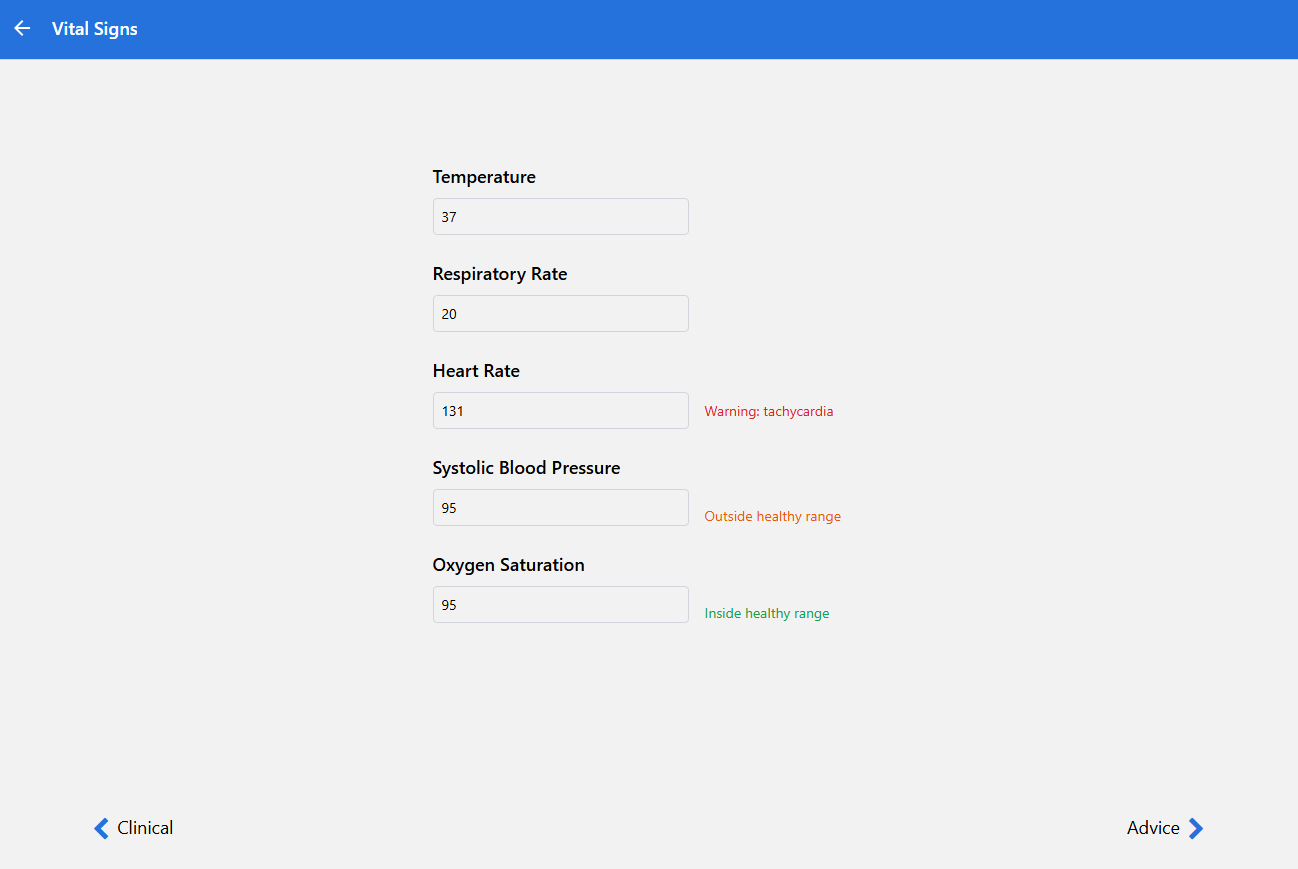 Vital Signs
Temperature
37
Respiratory Rate
20
Heart Rate
131
Warning: tachycardia
Systolic Blood Pressure
95
Outside healthy range
Oxygen Saturation
95
Inside healthy range
Clinical
Advice